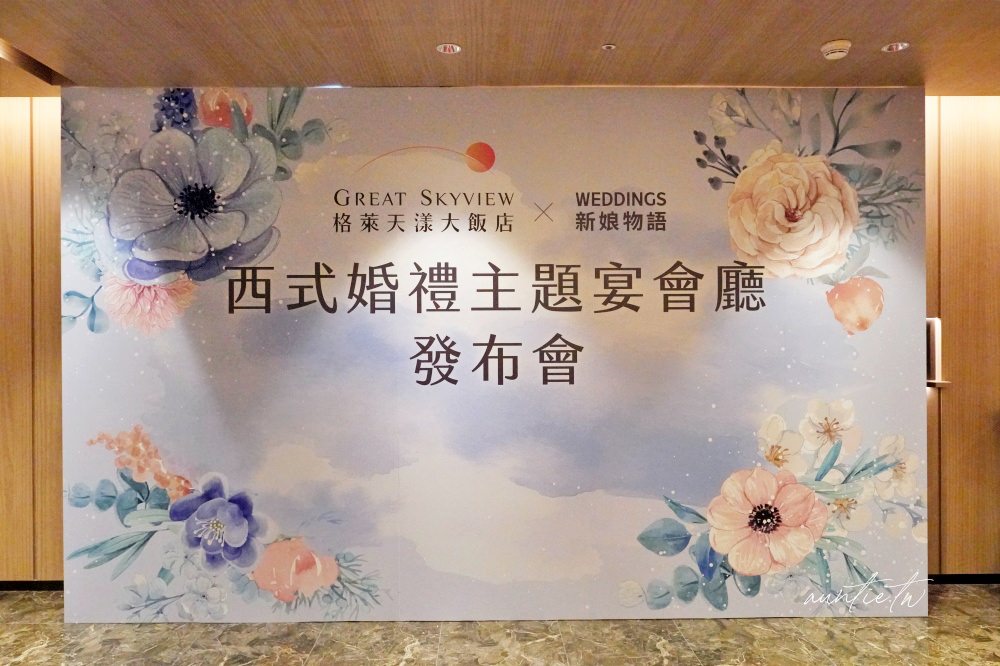 GREAT SKYVIEW
格萊天漾大飯店
×
WEDDINGS
新娘物語
西式婚禮主題宴會廳
發布會
auntie.tw